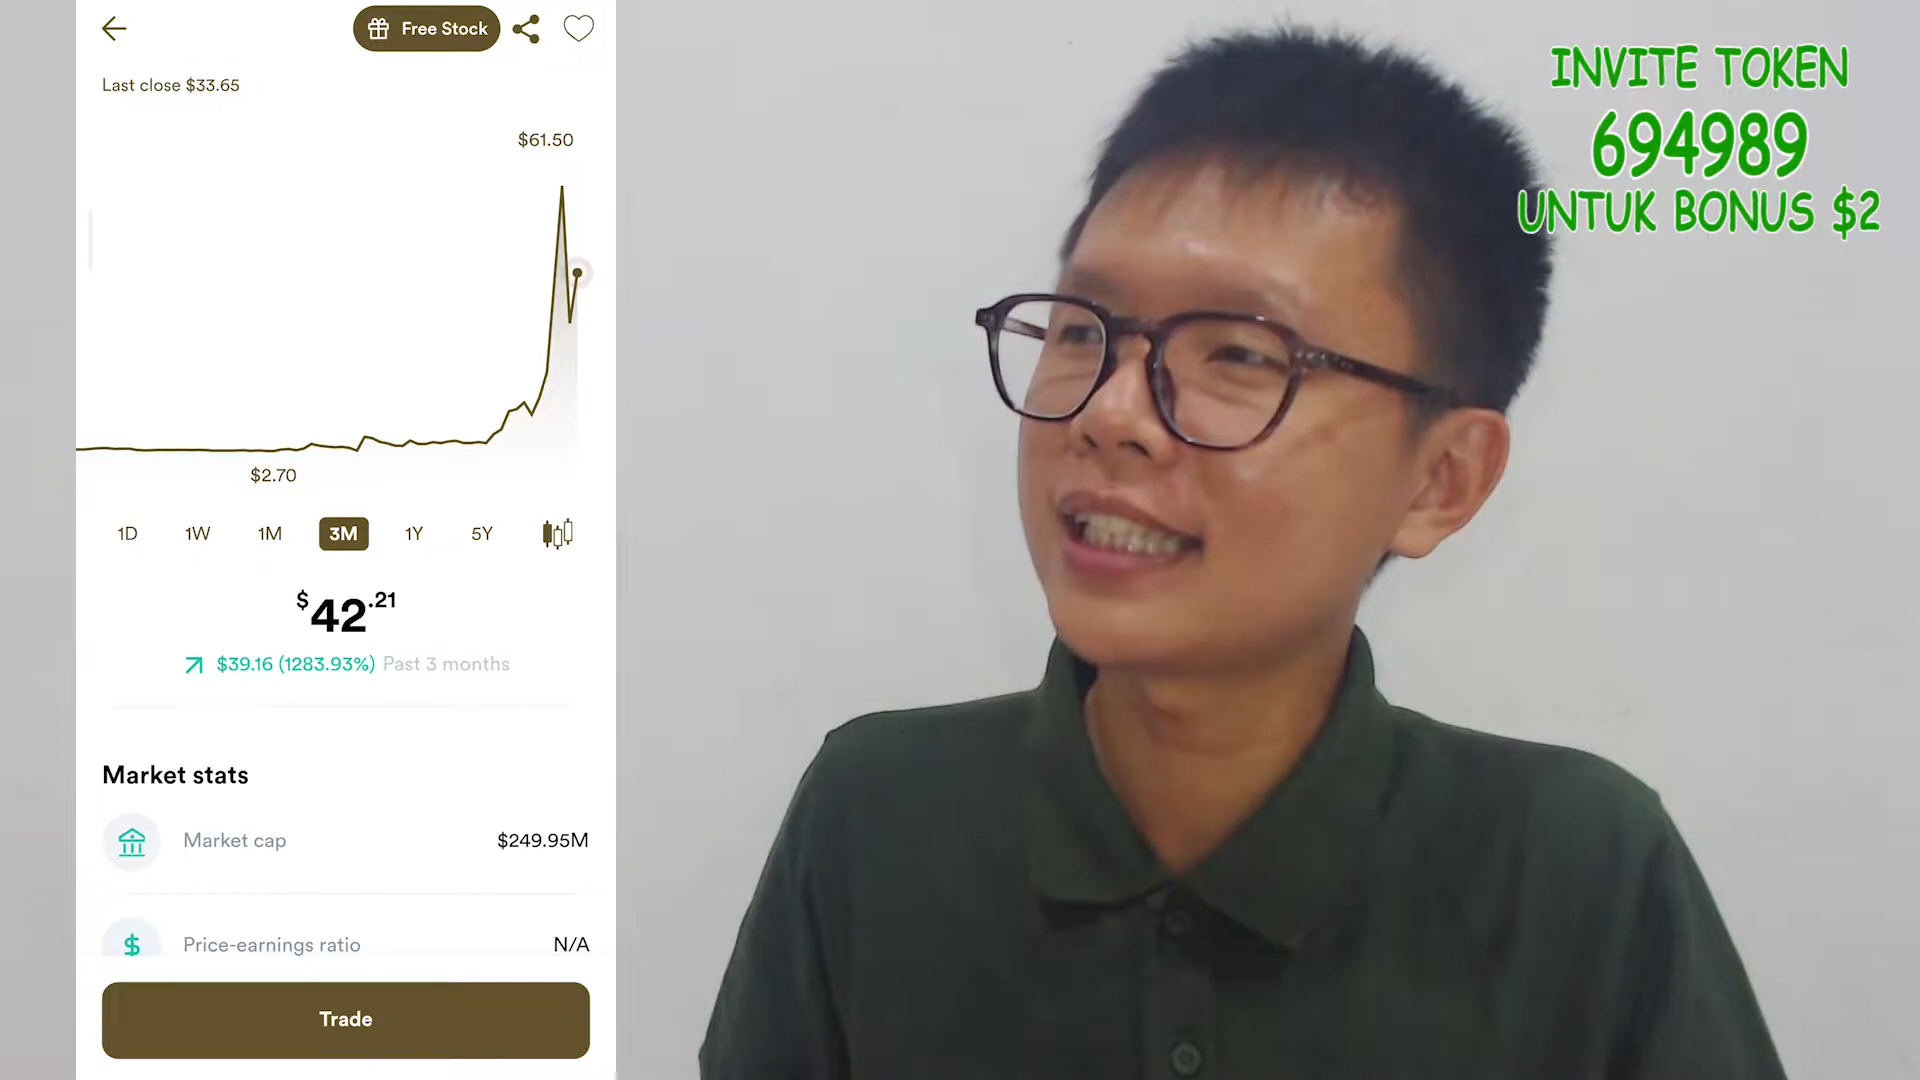 Free Stock
Last close $33.65
$61.50
$2.70
1D 1W 1M 3M 1Y 5Y
$42.21
$39.16 (1283.93%) Past 3 months
Market stats
Market cap $249.95M
Price-earnings ratio N/A
Trade
INVITE TOKEN
694989
UNTUK BONUS $2